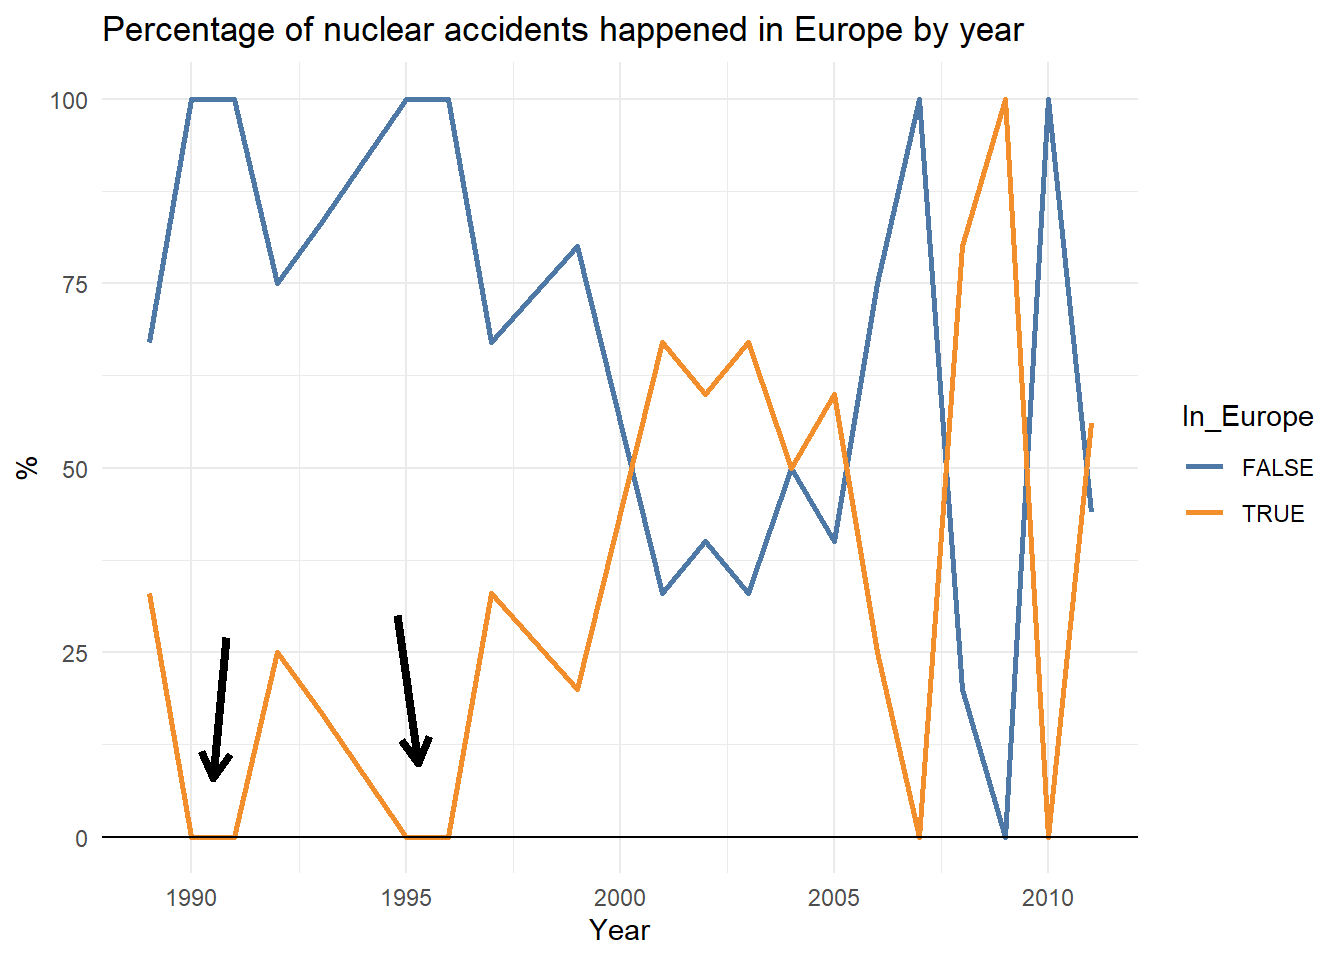 Percentage of nuclear accidents happened in Europe by year
100
75
50
25
0
%
1990 1995 2000 2005 2010
Year
In_Europe
FALSE
TRUE